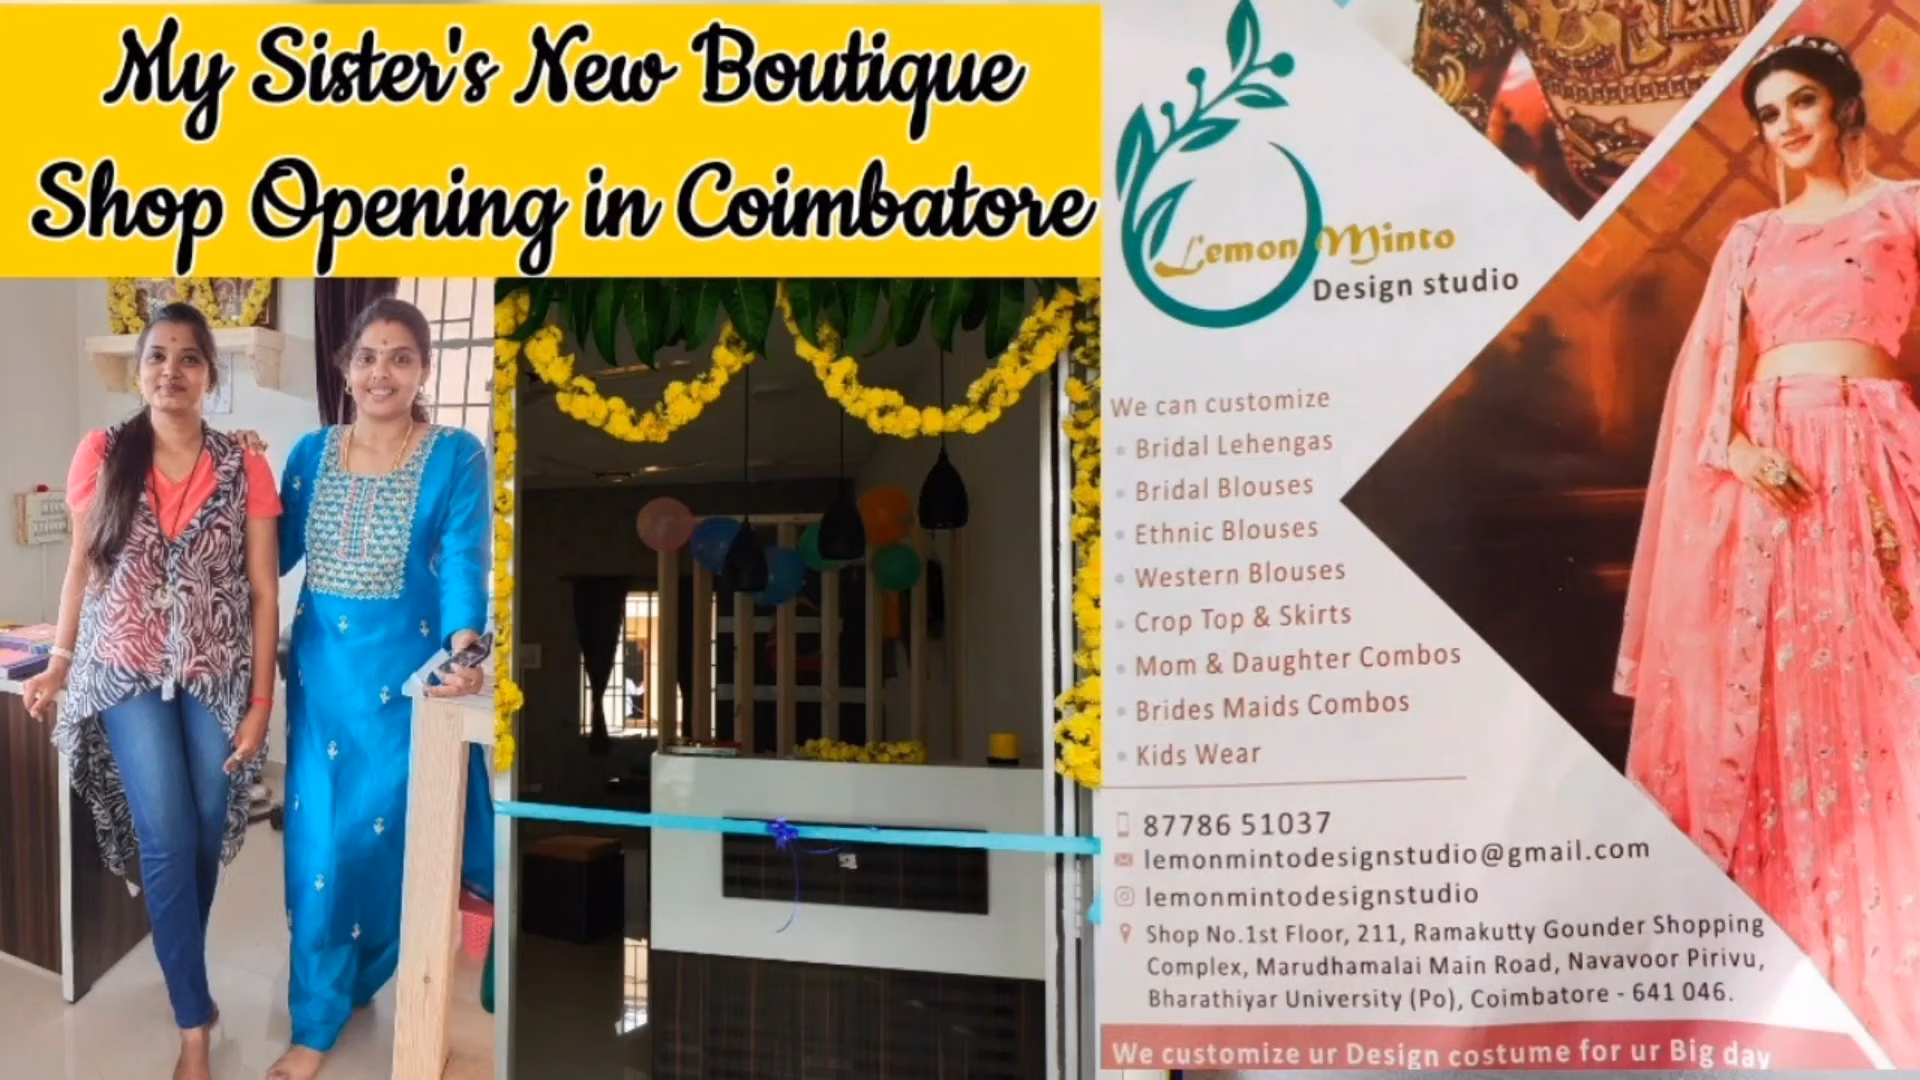 My Sister's New Boutique
Shop Opening in Coimbatore
Lemon Minto
Design studio
We can customize
Bridal Lehengas
Bridal Blouses
Ethnic Blouses
Western Blouses
Crop Top & Skirts
Mom & Daughter Combos
Brides Maids Combos
Kids Wear
87786 51037
lemonmintodesignstudio@gmail.com
lemonmintodesignstudio
Shop No.1st Floor, 211, Ramakutty Gounder Shopping
Complex, Marudhamalai Main Road, Navavoor Pirivu,
Bharathiyar University (Po), Coimbatore - 641 046.
We customize ur Design costume for ur Big day